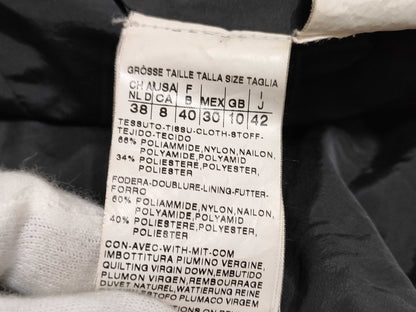 GRÖSSE TAILLE TALLA SIZE TAGLIA
CH AUSA F I
NL D CA B MEX GB J
38 8 40 30 10 42
TESSUTO-TISSU-CLOTH-STOFF-
TEJIDO-TECIDO
66% POLIAMMIDE,NYLON,NAILON,
POLYAMIDE,POLYAMID
34% POLIESTERE,POLYESTER,
POLIESTER
FODERA-DOUBLURE-LINING-FUTTER-
FORRO
60% POLIAMMIDE,NYLON,NAILON,
POLYAMIDE,POLYAMID
40% POLIESTERE,POLYESTER,
POLIESTER
CON-AVEC-WITH-MIT-COM
IMBOTTITURA PIUMINO VERGINE,
QUILTING VIRGIN DOWN,EMBUTIDO
PLUMON VIRGEN, REMBOURRAGE
DUVET NATUREL, WATTIERUNG REINE
ESTOFO PLUMACO VIRGEM